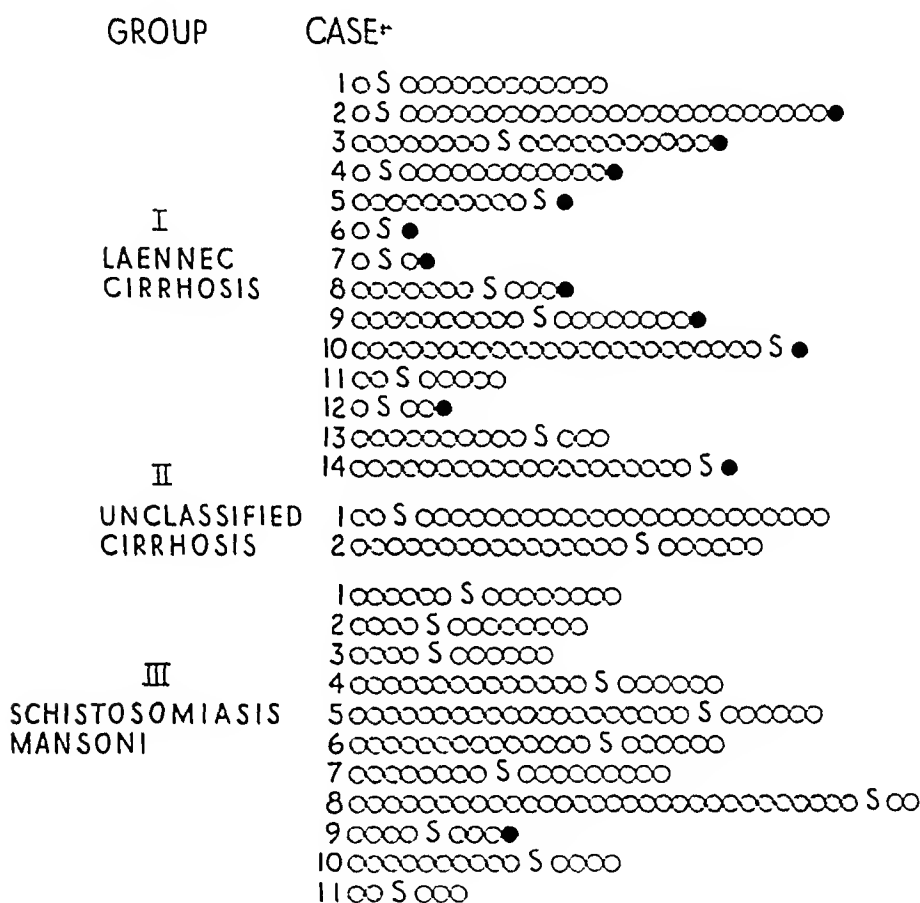 GROUP CASE
I
LAENNEC
CIRRHOSIS
1 S
2 S
3 S
4 S
5 S
6 S
7 S
8 S
9 S
10 S
11 S
12 S
13 S
14 S
II
UNCLASSIFIED
CIRRHOSIS
1 S
2 S
III
SCHISTOSOMIASIS
MANSONI
1 S
2 S
3 S
4 S
5 S
6 S
7 S
8 S
9 S
10 S
11 S